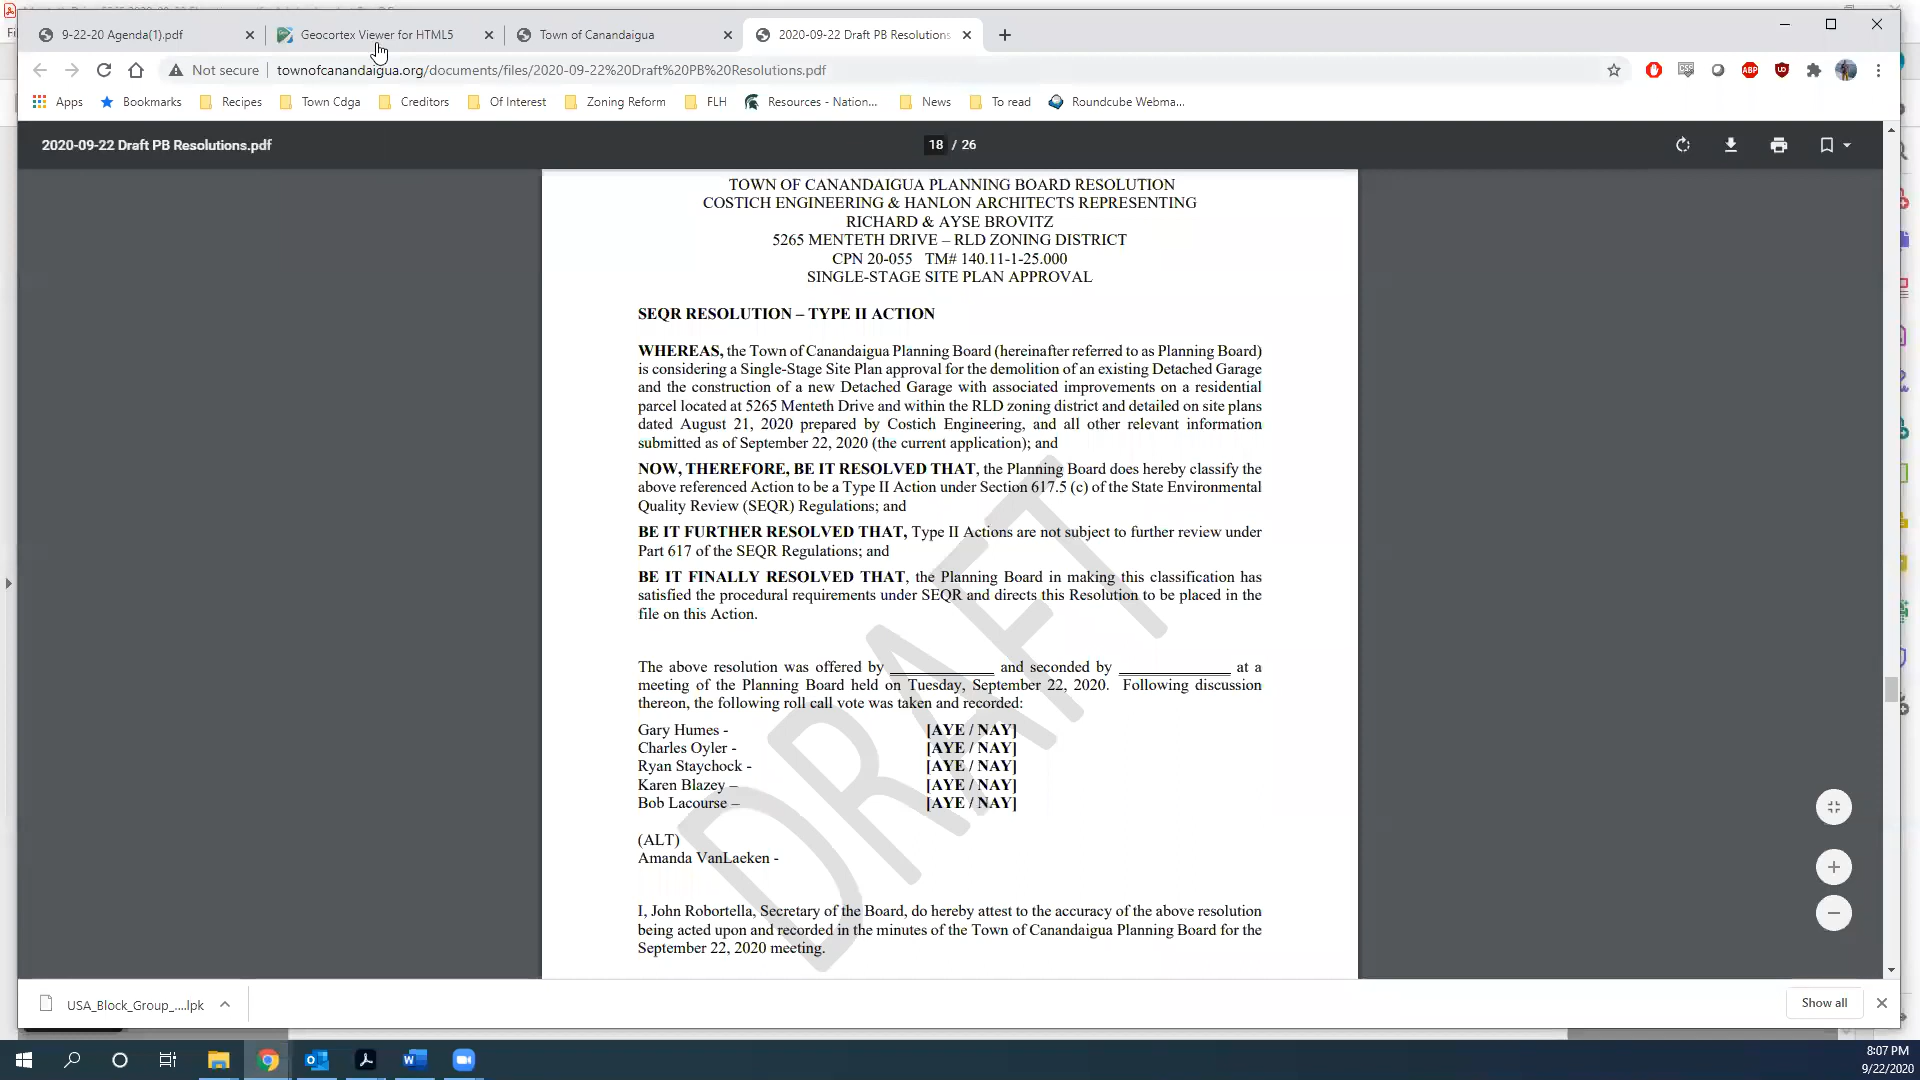 9-22-20 Agenda(1).pdf
Geocortex Viewer for HTML5
Town of Canandaigua
2020-09-22 Draft PB Resolutions
Not secure
townofcanandaigua.org/documents/files/2020-09-22%20Draft%20PB%20Resolutions.pdf
ABP
Apps
Bookmarks
Recipes
Town Cdga
Creditors
Of Interest
Zoning Reform
FLH
Resources - Nation...
News
To read
Roundcube Webma...
2020-09-22 Draft PB Resolutions.pdf
18 / 26
TOWN OF CANANDAIGUA PLANNING BOARD RESOLUTION
COSTICH ENGINEERING & HANLON ARCHITECTS REPRESENTING
RICHARD & AYSE BROVITZ
5265 MENTETH DRIVE – RLD ZONING DISTRICT
CPN 20-055 TM# 140.11-1-25.000
SINGLE-STAGE SITE PLAN APPROVAL
SEQR RESOLUTION – TYPE II ACTION
WHEREAS, the Town of Canandaigua Planning Board (hereinafter referred to as Planning Board)
is considering a Single-Stage Site Plan approval for the demolition of an existing Detached Garage
and the construction of a new Detached Garage with associated improvements on a residential
parcel located at 5265 Menteth Drive and within the RLD zoning district and detailed on site plans
dated August 21, 2020 prepared by Costich Engineering, and all other relevant information
submitted as of September 22, 2020 (the current application); and
NOW, THEREFORE, BE IT RESOLVED THAT, the Planning Board does hereby classify the
above referenced Action to be a Type II Action under Section 617.5 (c) of the State Environmental
Quality Review (SEQR) Regulations; and
BE IT FURTHER RESOLVED THAT, Type II Actions are not subject to further review under
Part 617 of the SEQR Regulations; and
BE IT FINALLY RESOLVED THAT, the Planning Board in making this classification has
satisfied the procedural requirements under SEQR and directs this Resolution to be placed in the
file on this Action.
The above resolution was offered by ______________ and seconded by _______________ at a
meeting of the Planning Board held on Tuesday, September 22, 2020. Following discussion
thereon, the following roll call vote was taken and recorded:
Gary Humes - [AYE / NAY]
Charles Oyler - [AYE / NAY]
Ryan Staychock - [AYE / NAY]
Karen Blazey – [AYE / NAY]
Bob Lacourse – [AYE / NAY]
(ALT)
Amanda VanLaeken -
I, John Robortella, Secretary of the Board, do hereby attest to the accuracy of the above resolution
being acted upon and recorded in the minutes of the Town of Canandaigua Planning Board for the
September 22, 2020 meeting.
DRAFT
USA_Block_Group_....lpk
Show all
8:07 PM
9/22/2020